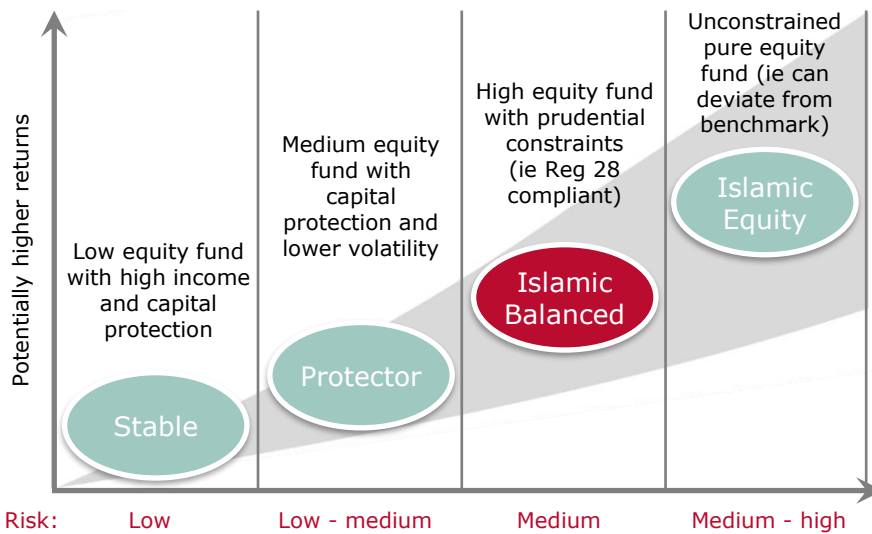 Potentially higher returns
Low equity fund
with high income
and capital
protection
Stable
Medium equity
fund with
capital
protection and
lower volatility
Protector
High equity fund
with prudential
constraints
(ie Reg 28
compliant)
Islamic
Balanced
Unconstrained
pure equity
fund (ie can
deviate from
benchmark)
Islamic
Equity
Risk: Low Low - medium Medium Medium - high